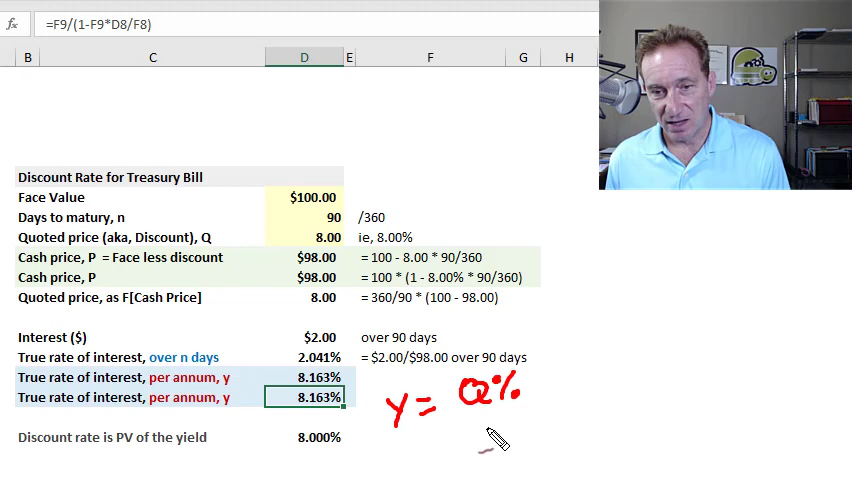 fx =F9/(1-F9*D8/F8)
B C D E F G H
Discount Rate for Treasury Bill
Face Value $100.00
Days to matury, n 90 /360
Quoted price (aka, Discount), Q 8.00 ie, 8.00%
Cash price, P = Face less discount $98.00 = 100 - 8.00 * 90/360
Cash price, P $98.00 = 100 * (1 - 8.00% * 90/360)
Quoted price, as F[Cash Price] 8.00 = 360/90 * (100 - 98.00)
Interest ($) $2.00 over 90 days
True rate of interest, over n days 2.041% = $2.00/$98.00 over 90 days
True rate of interest, per annum, y 8.163%
True rate of interest, per annum, y 8.163%
Y = Q%
Discount rate is PV of the yield 8.000%